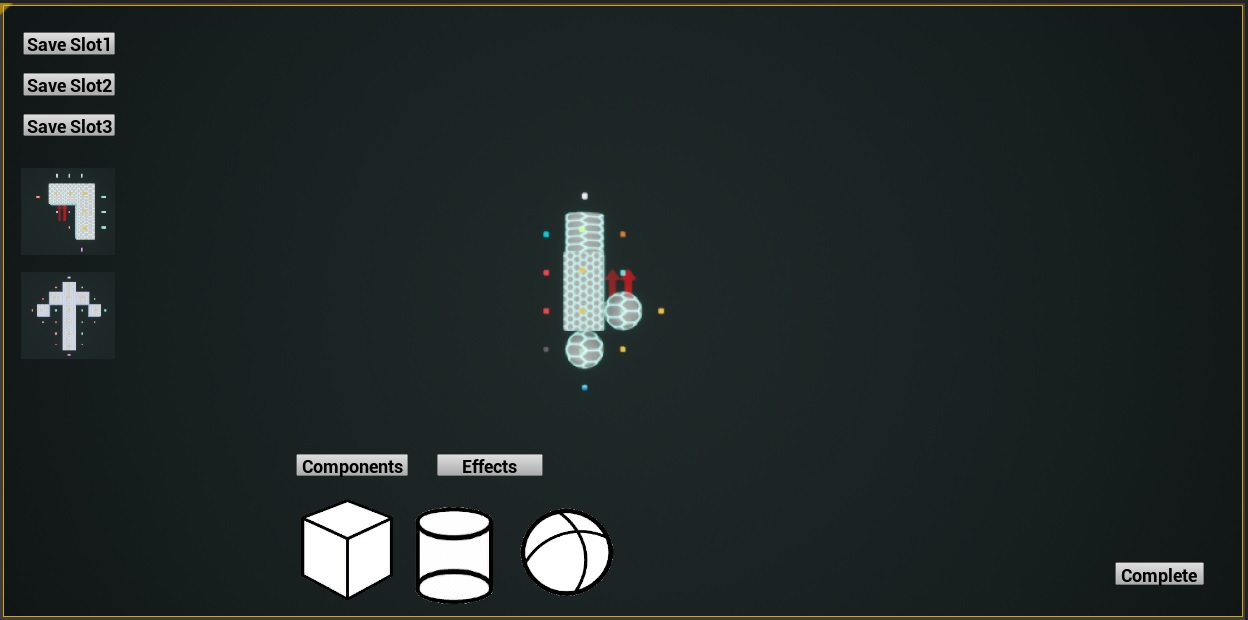 Save Slot1
Save Slot2
Save Slot3
Components
Effects
Complete